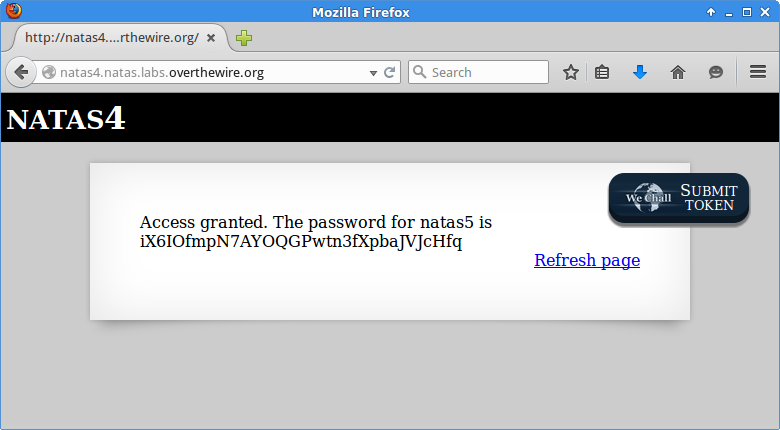 Mozilla Firefox
http://natas4....rthewire.org/
natas4.natas.labs.overthewire.org
Search
NATAS4
We Chall
SUBMIT
TOKEN
Access granted. The password for natas5 is
iX6IOfmpN7AYOQGPwtn3fXpbaJVJcHfq
Refresh page